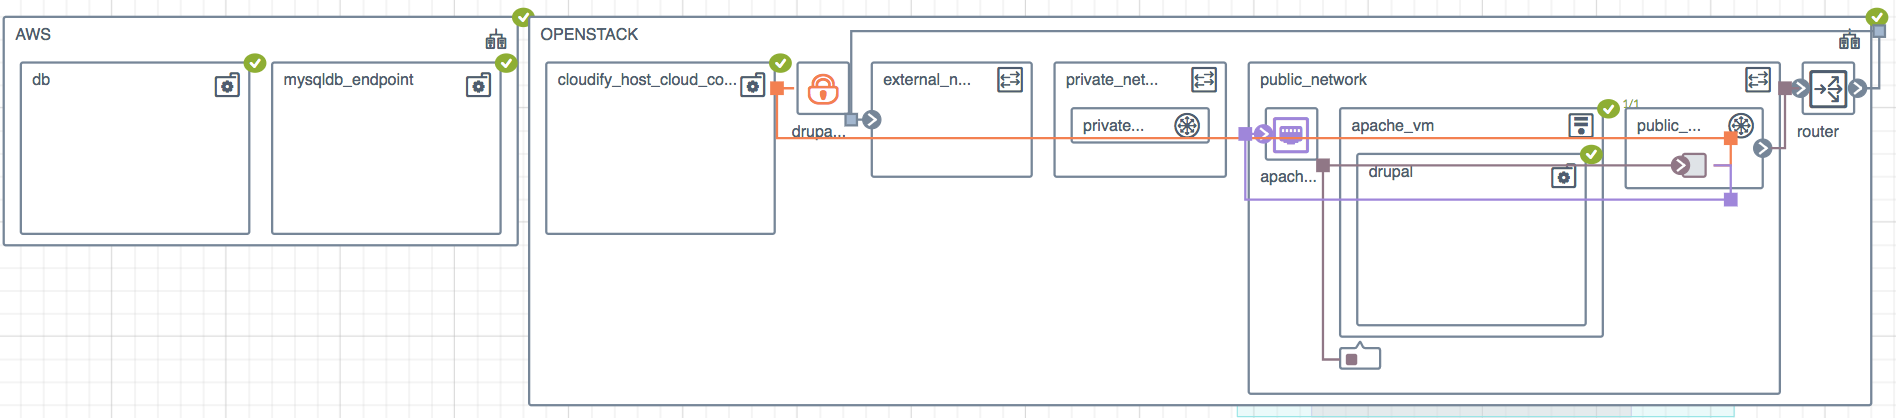 AWS
OPENSTACK
db
mysqldb_endpoint
cloudify_host_cloud_co...
drupa...
external_n...
private_net...
private...
public_network
apach...
apache_vm
drupal
1/1
public_...
router